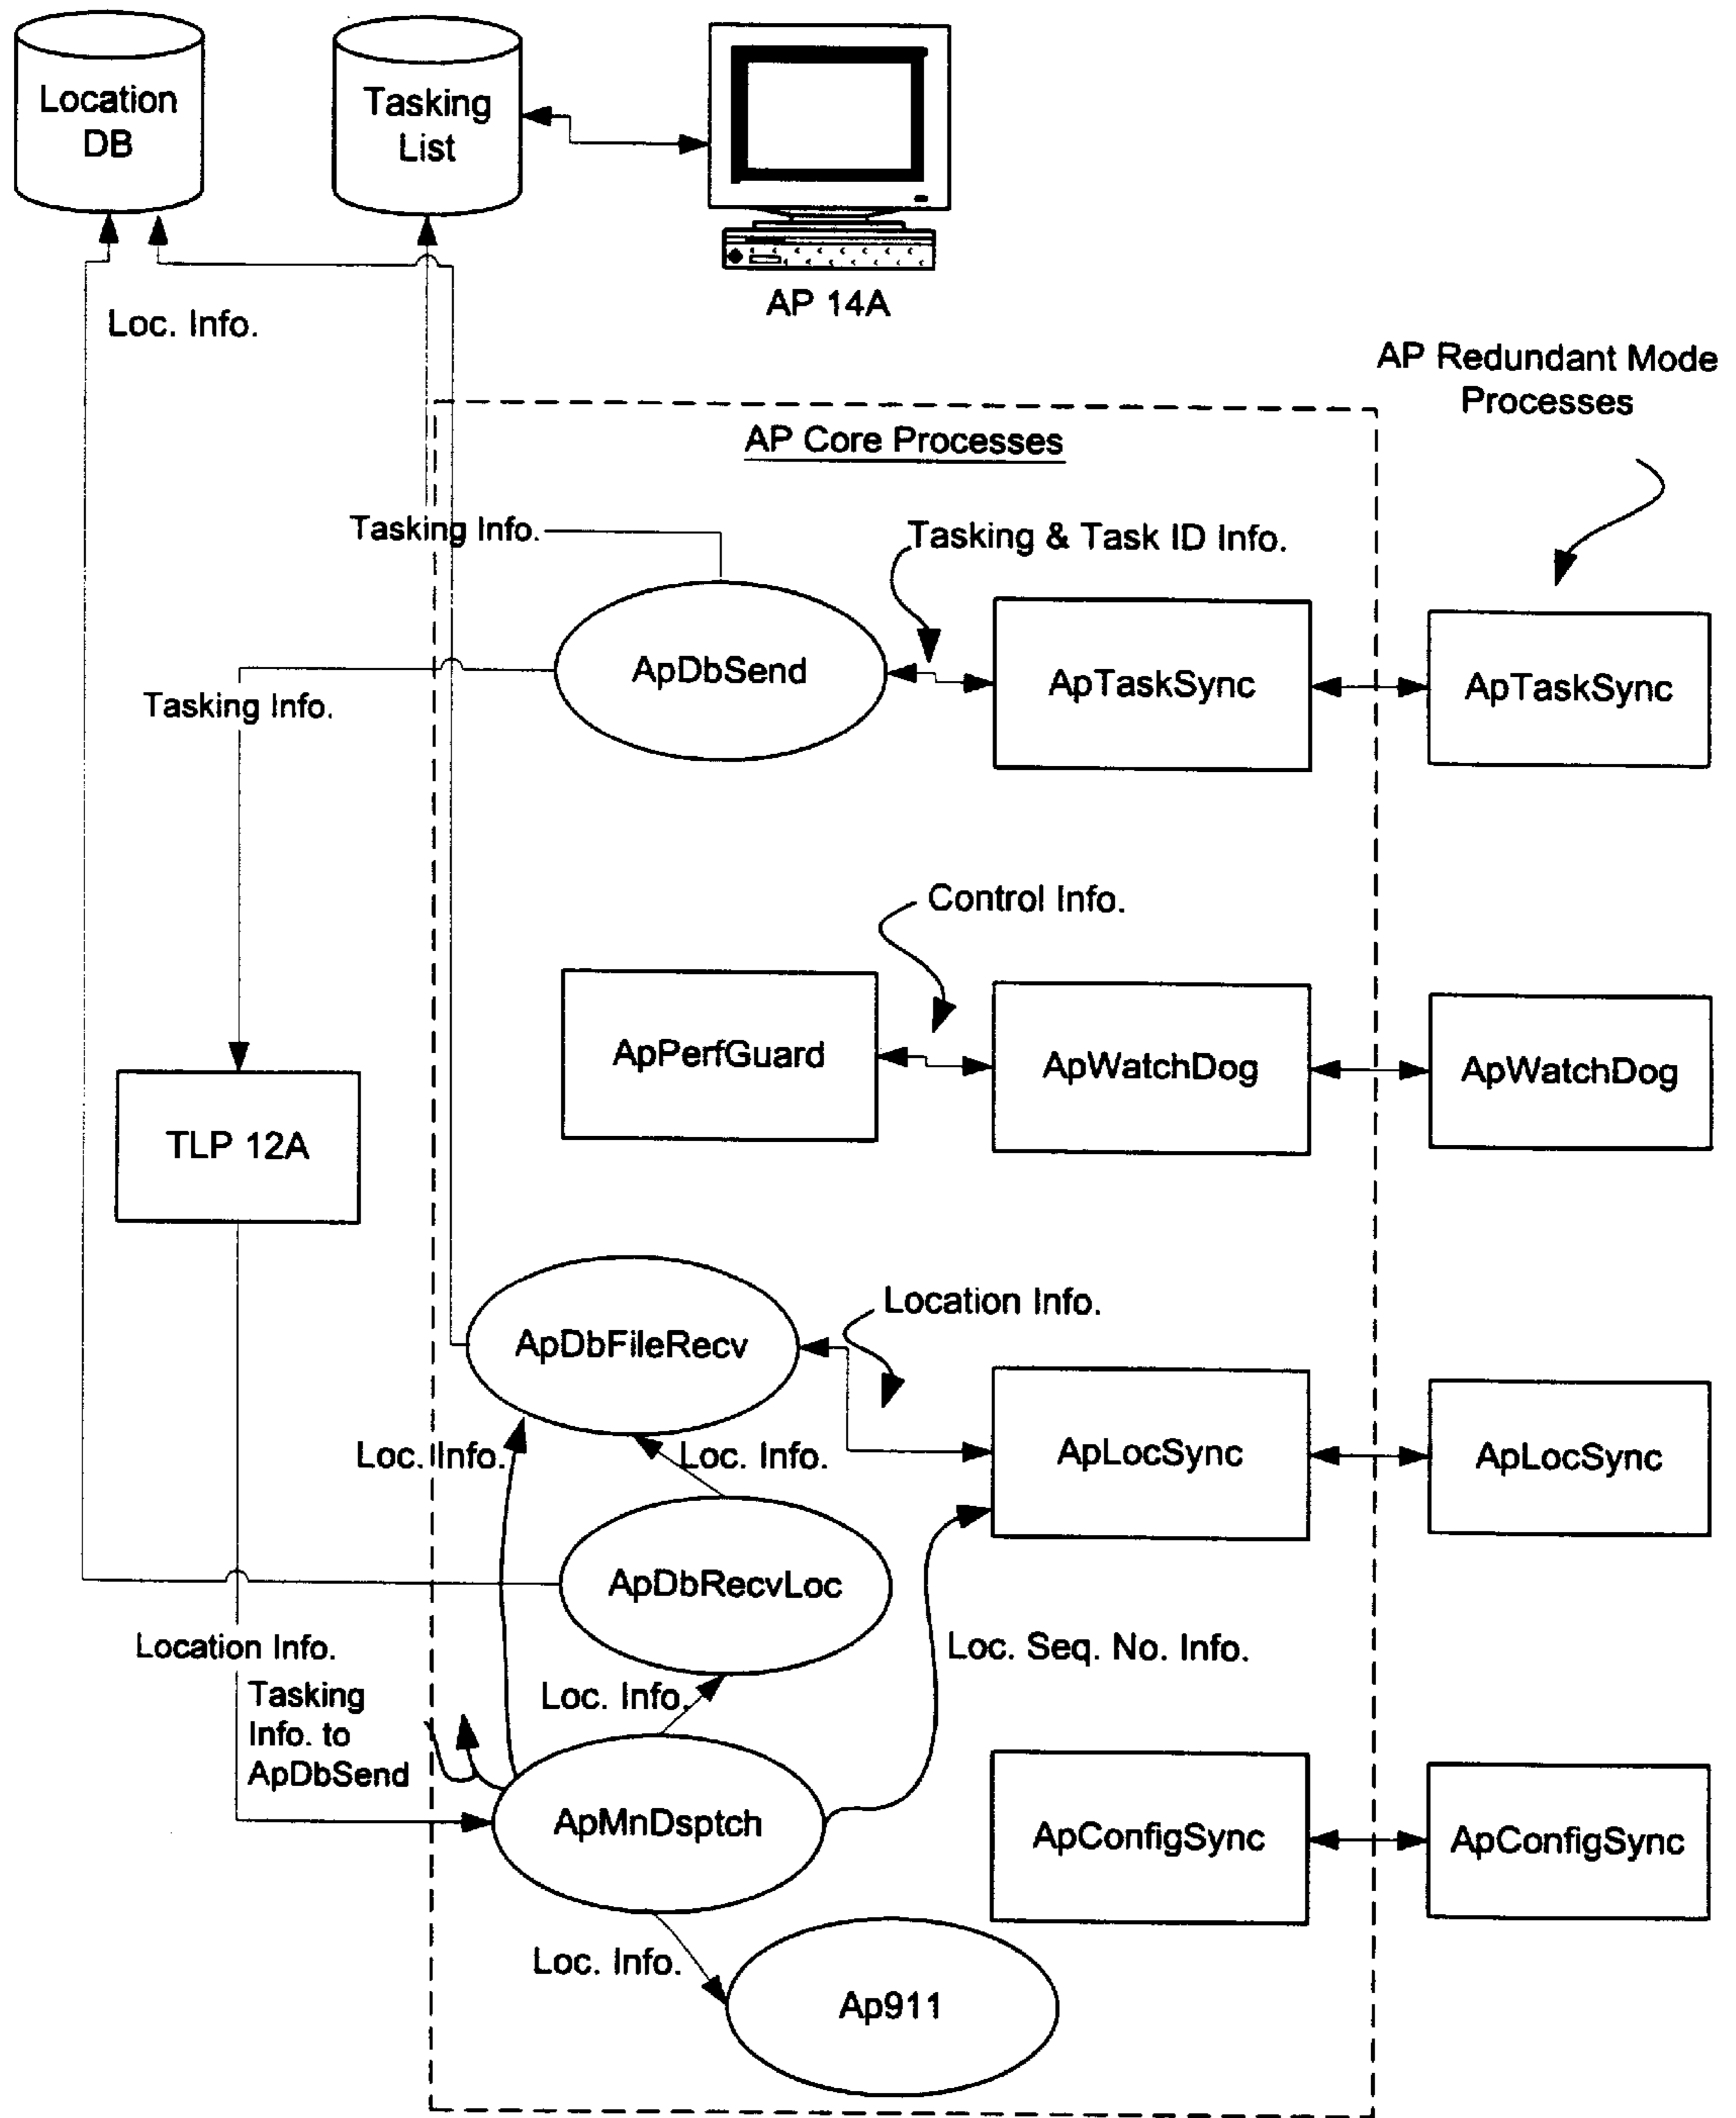 Location
DB
Tasking
List
AP 14A
Loc. Info.
AP Redundant Mode
Processes
AP Core Processes
Tasking Info.
Tasking & Task ID Info.
ApDbSend
ApTaskSync
ApTaskSync
Tasking Info.
Control Info.
ApPerfGuard
ApWatchDog
ApWatchDog
TLP 12A
Location Info.
ApDbFileRecv
ApLocSync
ApLocSync
Loc. Info.
Loc. Info.
ApDbRecvLoc
Location Info.
Loc. Seq. No. Info.
Tasking
Info. to
ApDbSend
Loc. Info.
ApMnDsptch
ApConfigSync
ApConfigSync
Loc. Info.
Ap911